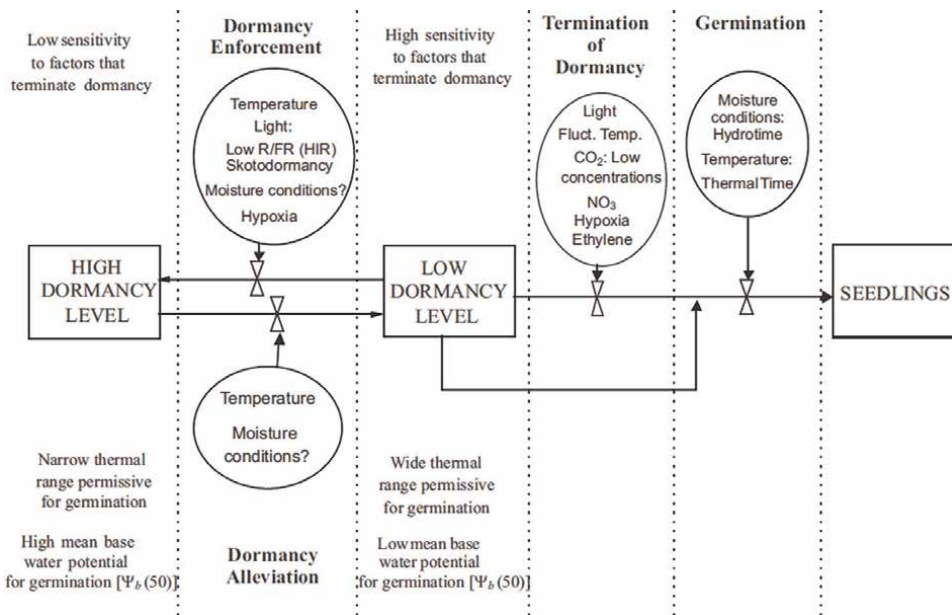 Low sensitivity
to factors that
terminate dormancy
Dormancy
Enforcement
High sensitivity
to factors that
terminate dormancy
Termination
of
Dormancy
Germination
Temperature
Light:
Low R/FR (HIR)
Skotodormancy
Moisture conditions?
Hypoxia
Light
Fluct. Temp.
CO₂: Low
concentrations
NO₃
Hypoxia
Ethylene
Moisture
conditions:
Hydrotime
Temperature:
Thermal Time
HIGH
DORMANCY
LEVEL
LOW
DORMANCY
LEVEL
SEEDLINGS
Temperature
Moisture
conditions?
Narrow thermal
range permissive
for germination
High mean base
water potential
for germination [Ψb (50)]
Dormancy
Alleviation
Wide thermal
range permissive
for germination
Low mean base
water potential
for germination [Ψb (50)]